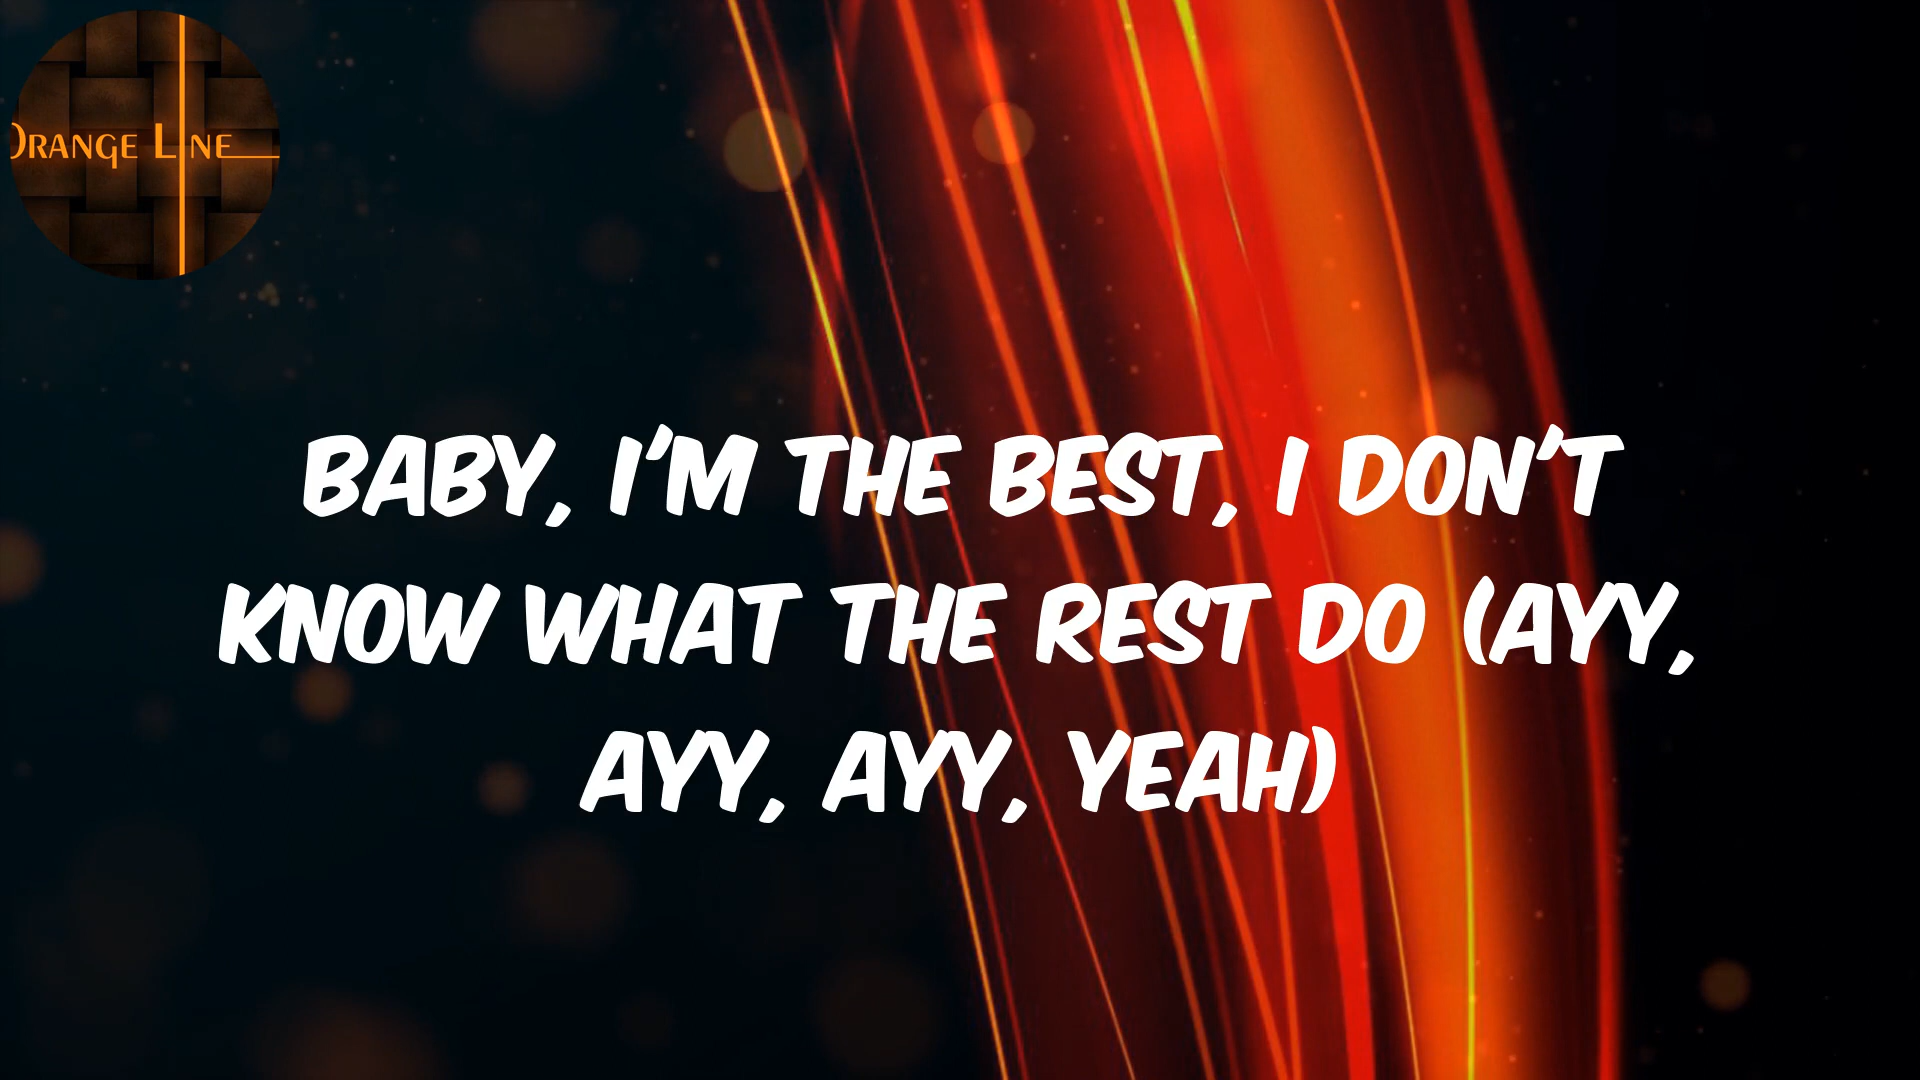 ORANGE LINE
BABY, I'M THE BEST, I DON'T
KNOW WHAT THE REST DO (AYY,
AYY, AYY, YEAH)